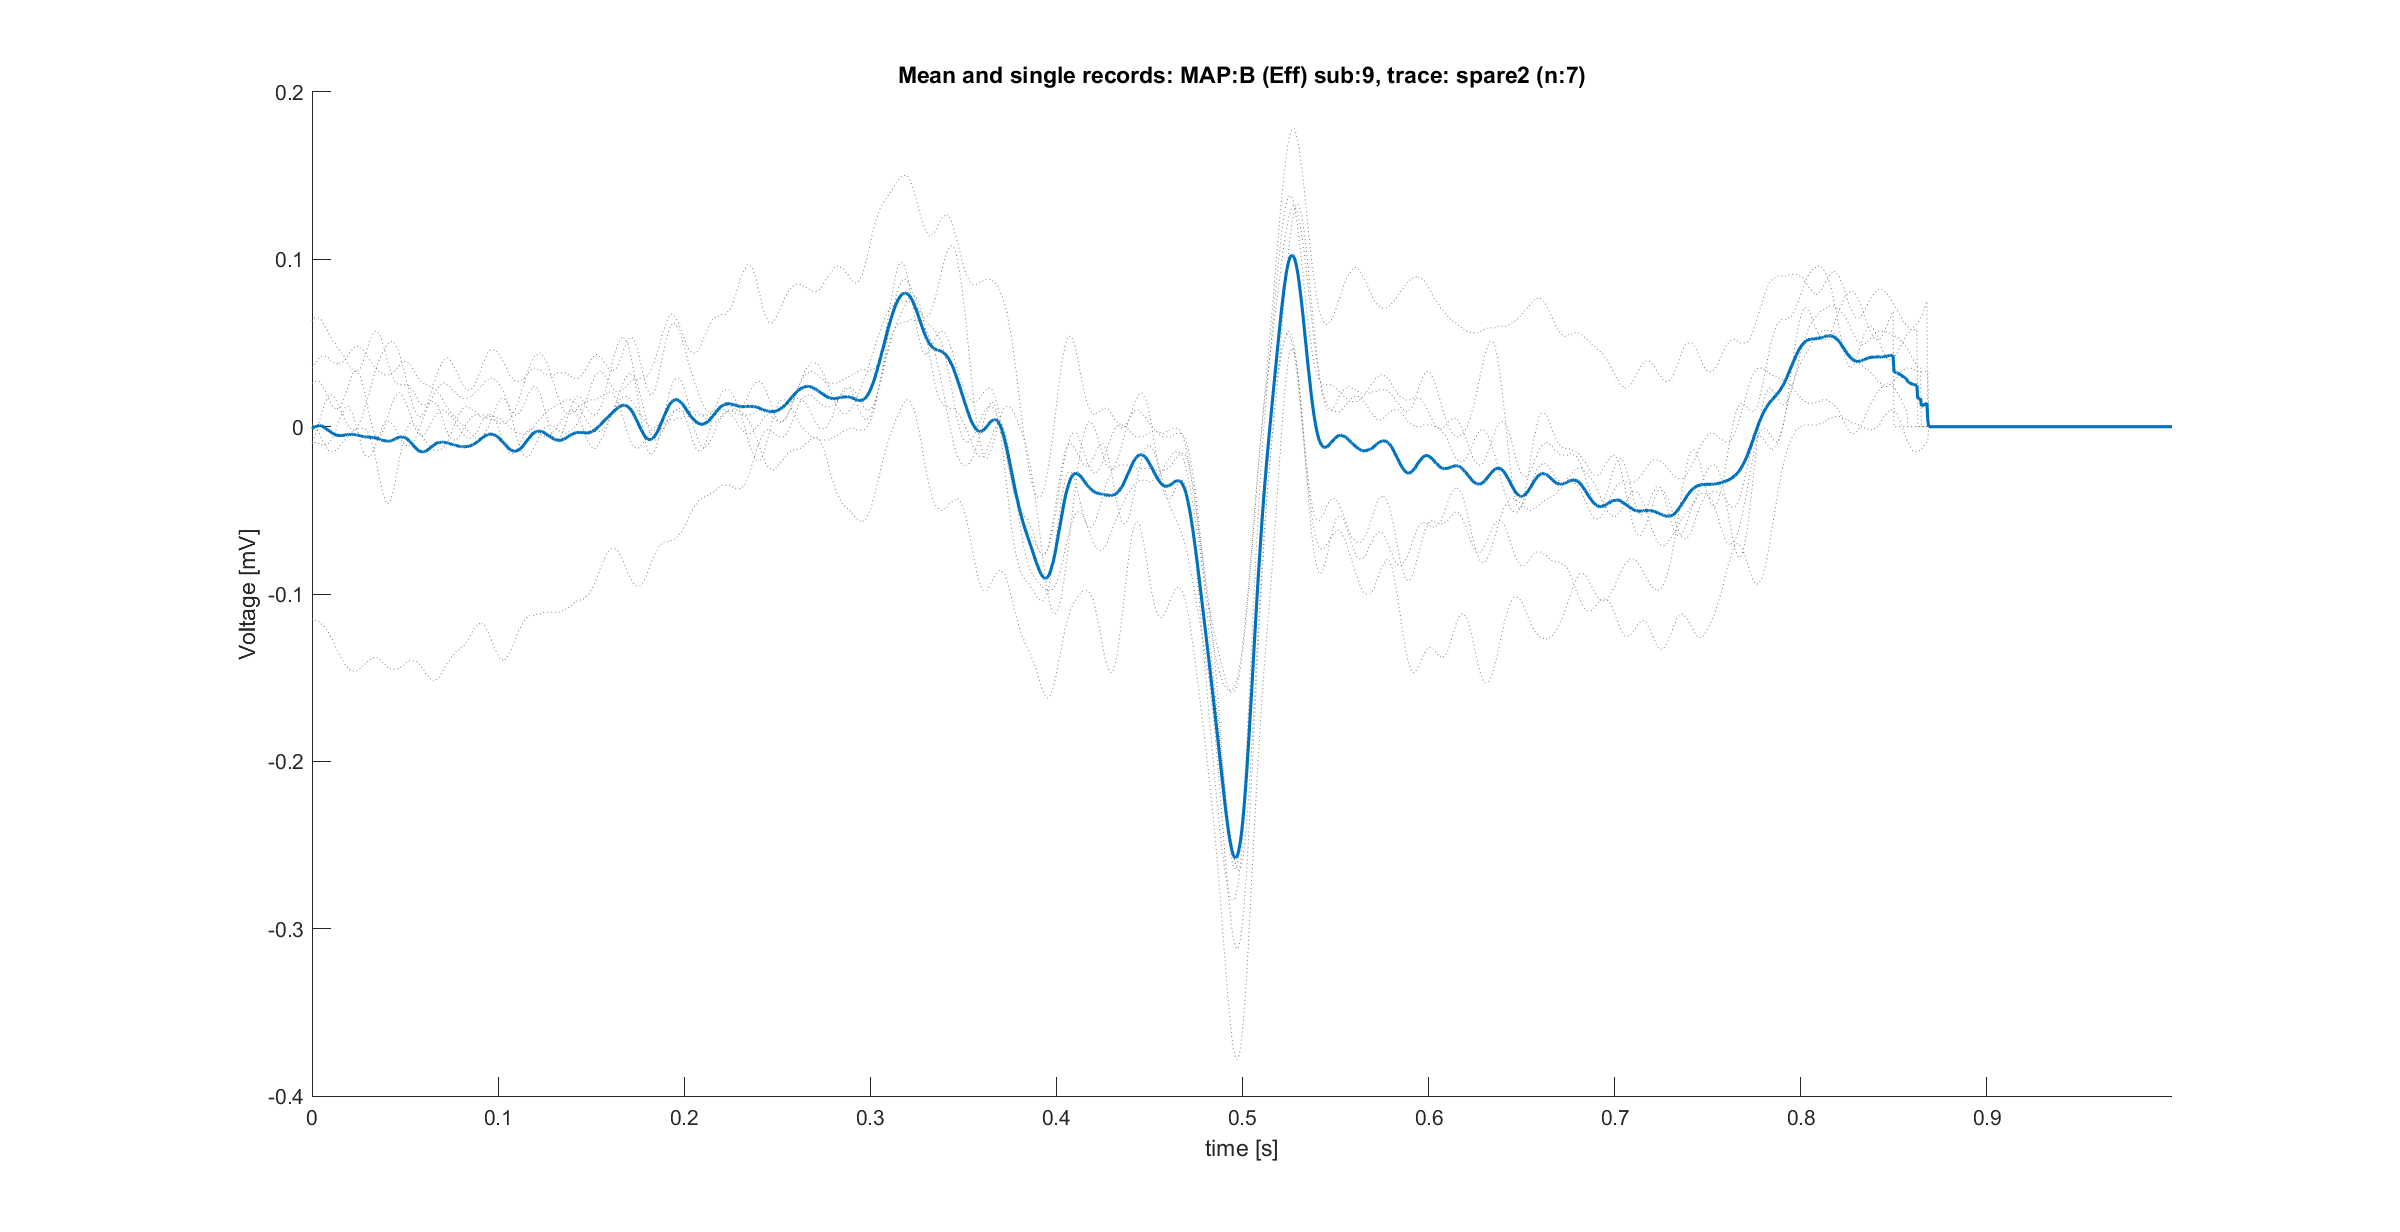 Mean and single records: MAP:B (Eff) sub:9, trace: spare2 (n:7)
0.2
0.1
0
-0.1
-0.2
-0.3
-0.4
Voltage [mV]
0 0.1 0.2 0.3 0.4 0.5 0.6 0.7 0.8 0.9
time [s]